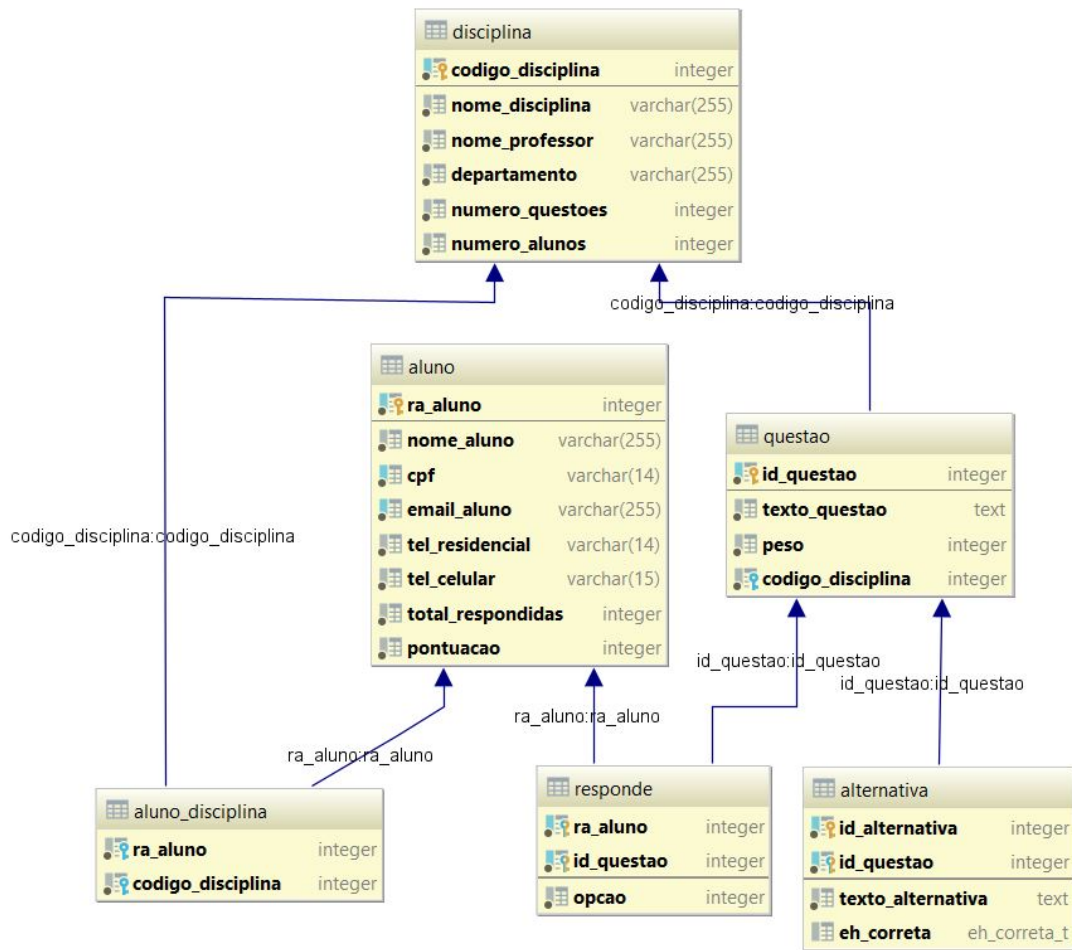 disciplina
codigo_disciplina integer
nome_disciplina varchar(255)
nome_professor varchar(255)
departamento varchar(255)
numero_questoes integer
numero_alunos integer
codigo_disciplina:codigo_disciplina
aluno
ra_aluno integer
nome_aluno varchar(255)
cpf varchar(14)
email_aluno varchar(255)
tel_residencial varchar(14)
tel_celular varchar(15)
total_respondidas integer
pontuacao integer
questao
id_questao integer
texto_questao text
peso integer
codigo_disciplina integer
codigo_disciplina:codigo_disciplina
id_questao:id_questao
id_questao:id_questao
ra_aluno:ra_aluno
ra_aluno:ra_aluno
aluno_disciplina
ra_aluno integer
codigo_disciplina integer
responde
ra_aluno integer
id_questao integer
opcao integer
alternativa
id_alternativa integer
id_questao integer
texto_alternativa text
eh_correta eh_correta_t